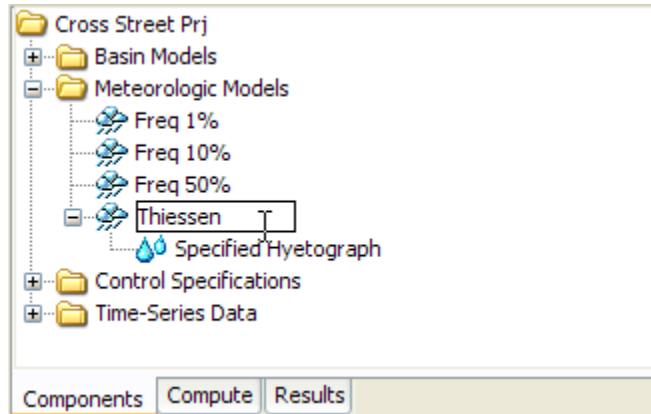 Cross Street Prj
Basin Models
Meteorologic Models
Freq 1%
Freq 10%
Freq 50%
Thiessen
Specified Hyetograph
Control Specifications
Time-Series Data
Components Compute Results